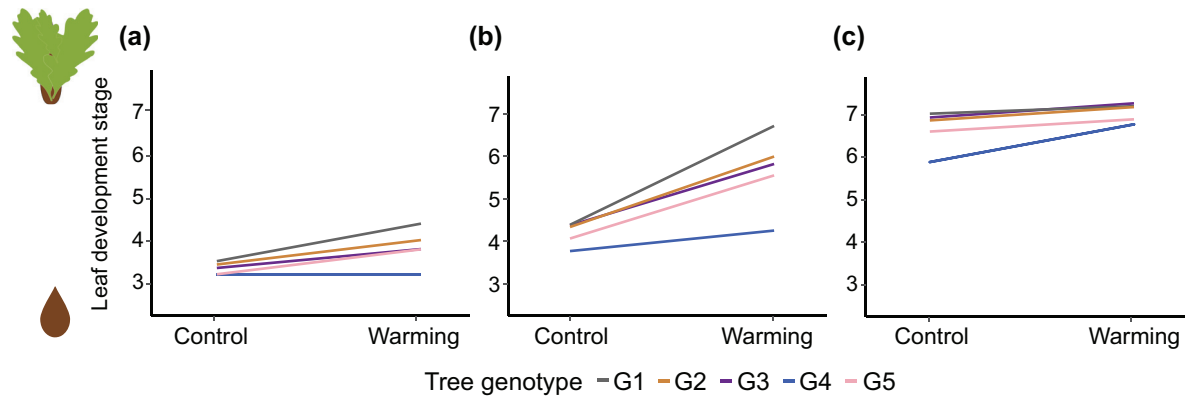 (a)
(b)
(c)
Leaf development stage
7
6
5
4
3
Control Warming
7
6
5
4
3
Control Warming
7
6
5
4
3
Control Warming
Tree genotype G1 G2 G3 G4 G5